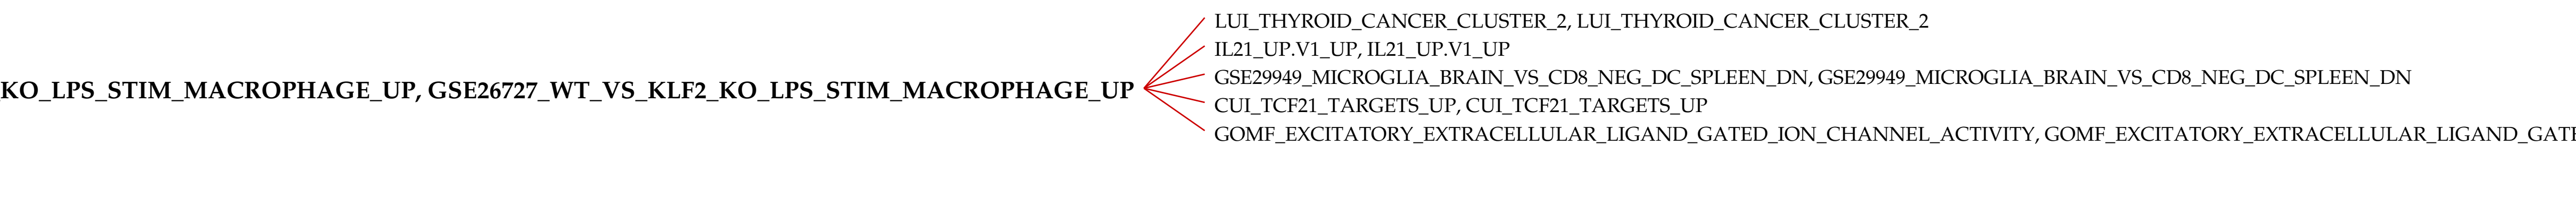 KO_LPS_STIM_MACROPHAGE_UP, GSE26727_WT_VS_KLF2_KO_LPS_STIM_MACROPHAGE_UP
LUI_THYROID_CANCER_CLUSTER_2, LUI_THYROID_CANCER_CLUSTER_2
IL21_UP.V1_UP, IL21_UP.V1_UP
GSE29949_MICROGLIA_BRAIN_VS_CD8_NEG_DC_SPLEEN_DN, GSE29949_MICROGLIA_BRAIN_VS_CD8_NEG_DC_SPLEEN_DN
CUI_TCF21_TARGETS_UP, CUI_TCF21_TARGETS_UP
GOMF_EXCITATORY_EXTRACELLULAR_LIGAND_GATED_ION_CHANNEL_ACTIVITY, GOMF_EXCITATORY_EXTRACELLULAR_LIGAND_GATE